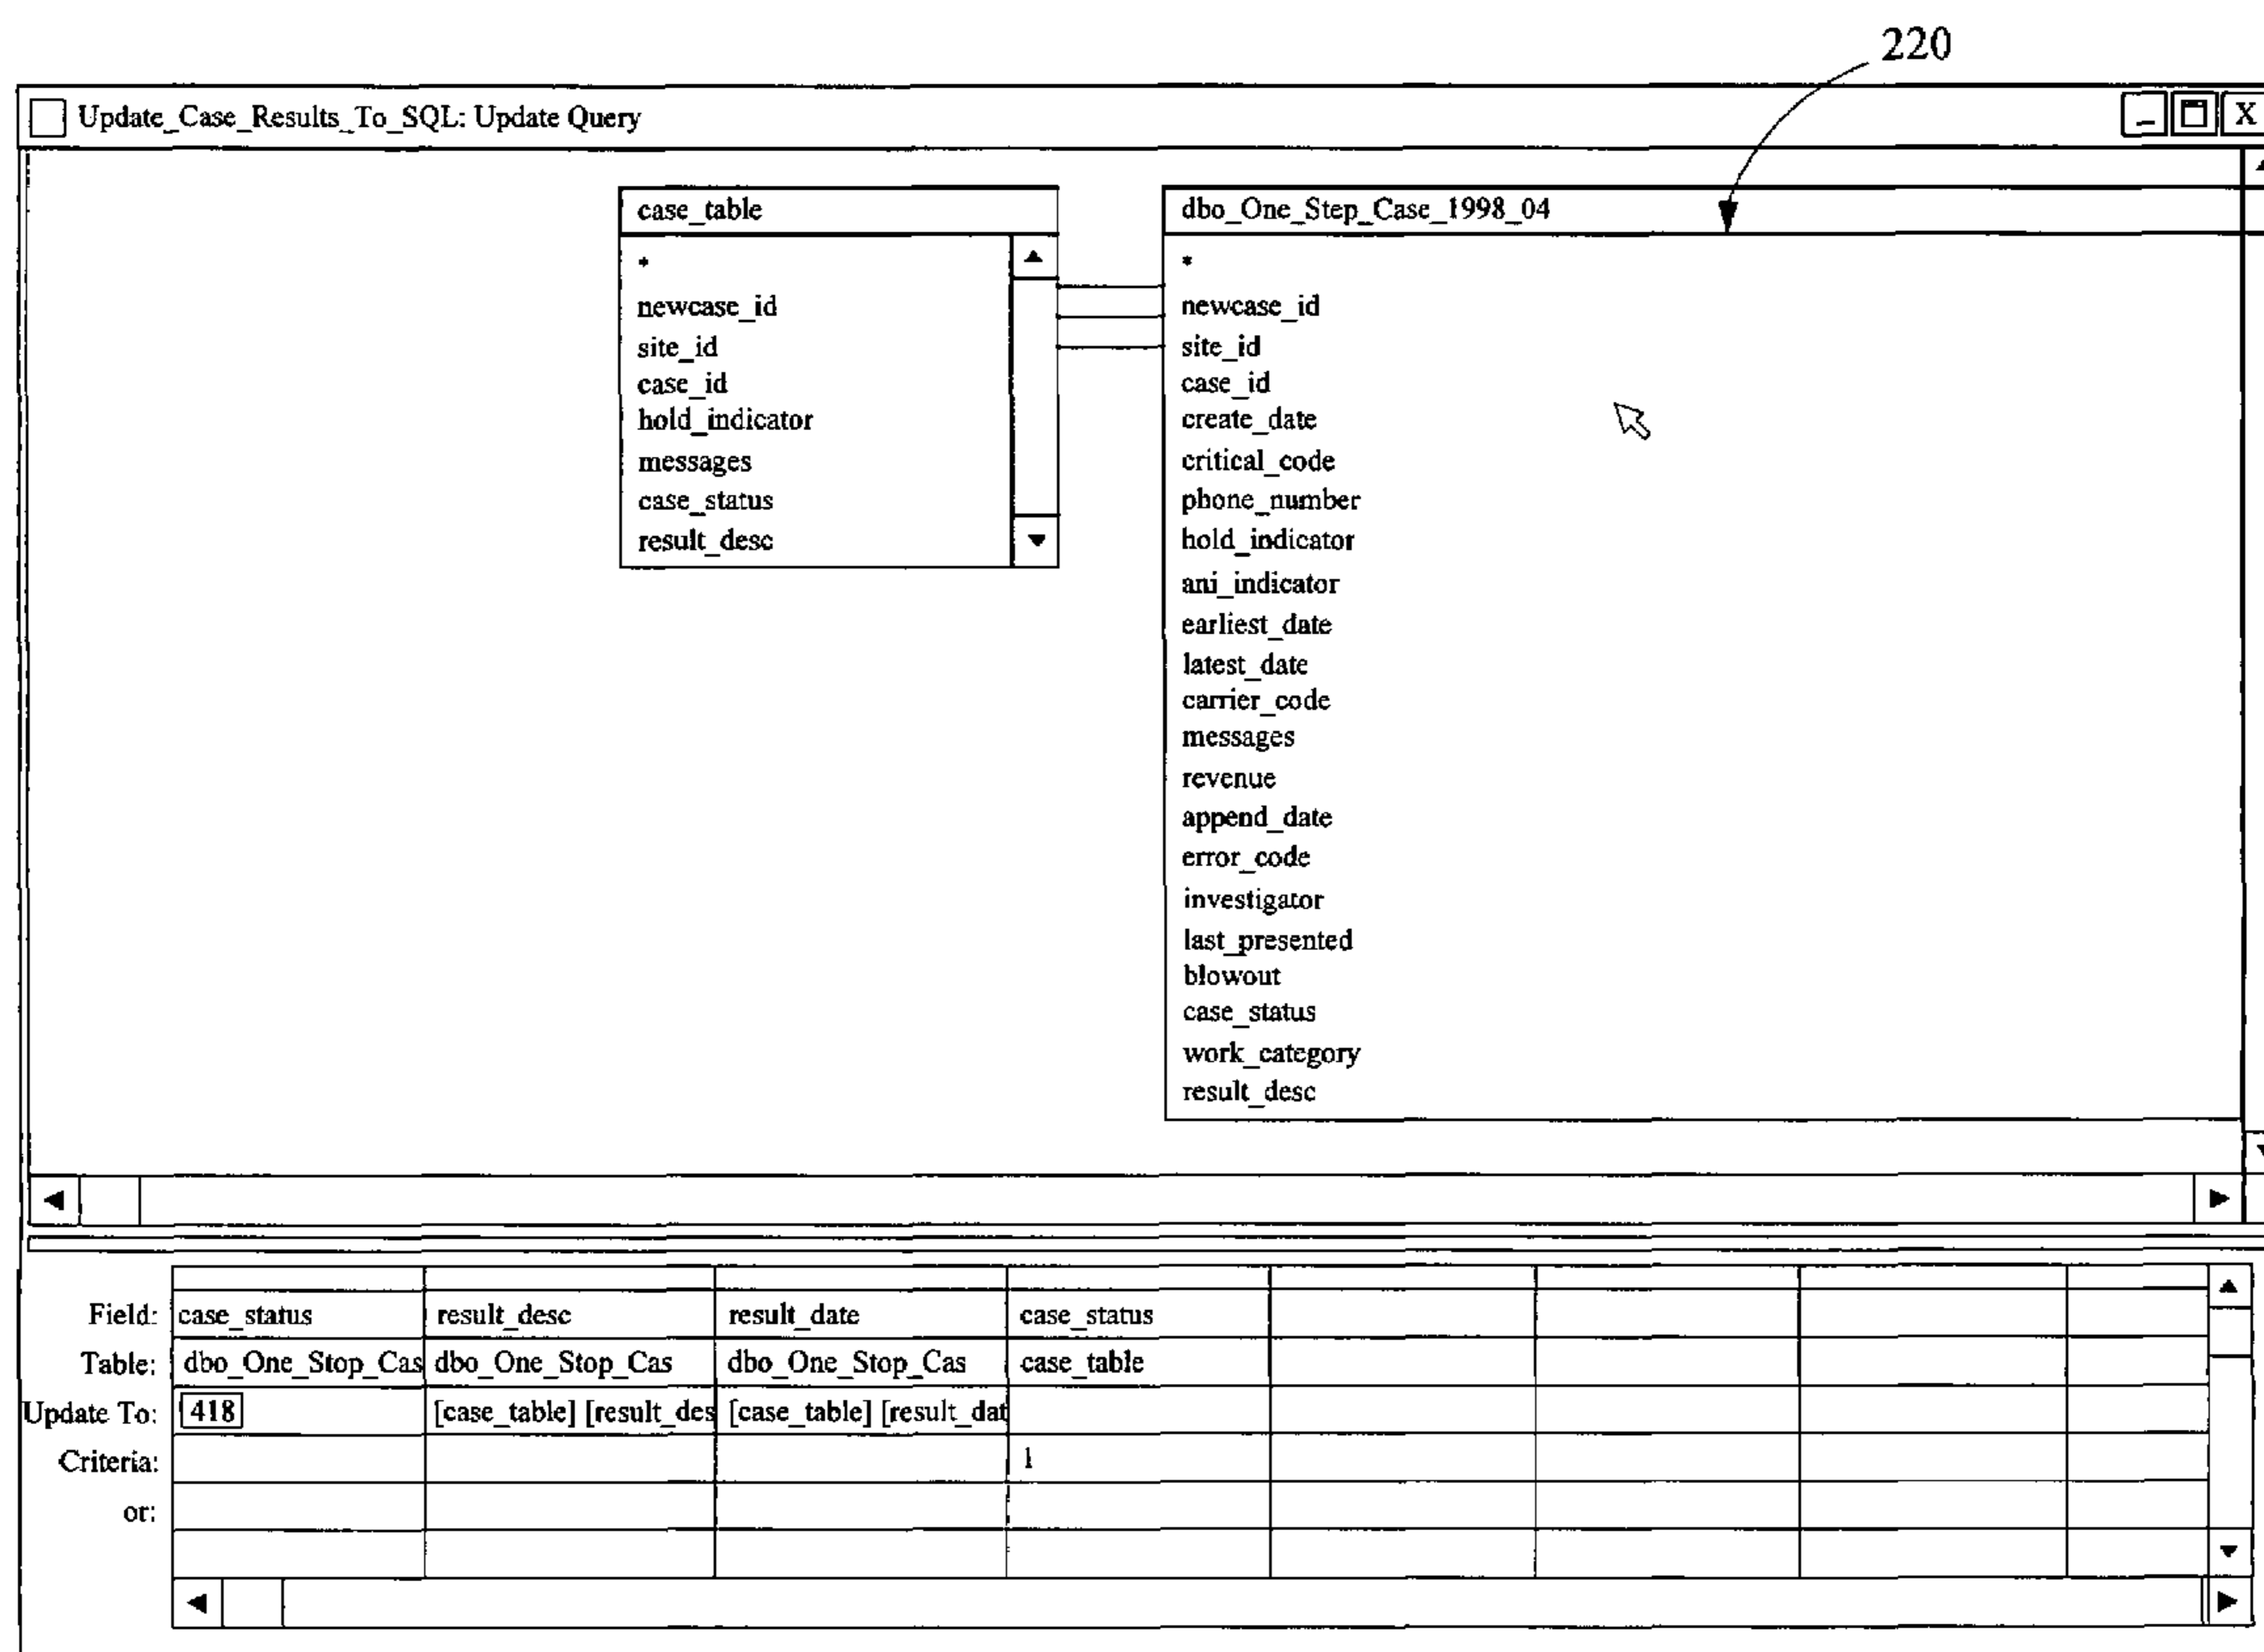 220
Update_Case_Results_To_SQL: Update Query
X
case_table
*
newcase_id
site_id
case_id
hold_indicator
messages
case_status
result_desc
dbo_One_Step_Case_1998_04
*
newcase_id
site_id
case_id
create_date
critical_code
phone_number
hold_indicator
ani_indicator
earliest_date
latest_date
carrier_code
messages
revenue
append_date
error_code
investigator
last_presented
blowout
case_status
work_category
result_desc
Field: case_status result_desc result_date case_status
Table: dbo_One_Stop_Cas dbo_One_Stop_Cas dbo_One_Stop_Cas case_table
Update To: 418 [case_table] [result_des [case_table] [result_dat
Criteria: 1
or: